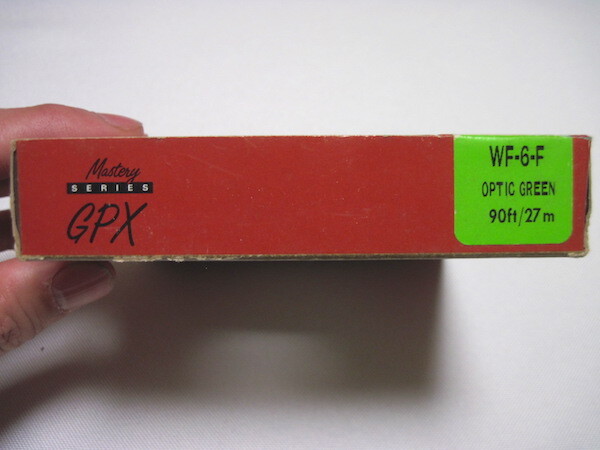 Mastery
SERIES
GPX
WF-6-F
OPTIC GREEN
90ft/27m